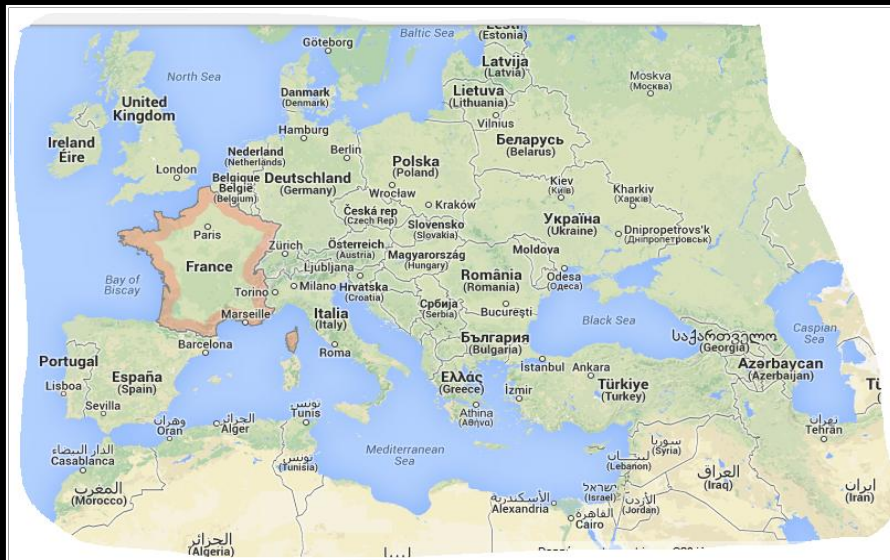 Göteborg
Baltic Sea
Eesti
(Estonia)
Latvija
(Latvia)
Moskva
(Москва)
North Sea
Danmark
(Denmark)
Lietuva
(Lithuania)
Vilnius
United
Kingdom
Ireland
Éire
Hamburg
Беларусь
(Belarus)
Nederland
(Netherlands)
Berlin
Polska
(Poland)
London
België
Belgique
(Belgium)
Deutschland
(Germany)
Wrocław
Kraków
Kiev
(Київ)
Kharkiv
(Харків)
Česká rep
(Czech Rep)
Slovensko
(Slovakia)
Україна
(Ukraine)
Dnipropetrovs'k
(Дніпропетровськ)
Paris
Zürich
Österreich
(Austria)
Magyarország
(Hungary)
Moldova
France
Ljubljana
România
(Romania)
Odesa
(Одеса)
Bay of
Biscay
Torino
Milano
Hrvatska
(Croatia)
Србија
(Serbia)
București
Marseille
Italia
(Italy)
Black Sea
Caspian
Sea
Barcelona
Roma
България
(Bulgaria)
საქართველო
(Georgia)
Portugal
España
(Spain)
İstanbul
Ankara
Azərbaycan
(Azerbaijan)
Lisboa
Ελλάς
(Greece)
İzmir
Türkiye
(Turkey)
Sevilla
Athina
(Αθήνα)
تونس
Tunis
الجزائر
Alger
وهران
Oran
تهران
Tehran
الدار البيضاء
Casablanca
Mediterranean
Sea
تونس
(Tunisia)
سوريا
(Syria)
لبنان
(Lebanon)
المغرب
(Morocco)
ישראל
(Israel)
العراق
(Iraq)
ایران
(Iran)
الأسكندرية
Alexandria
الأردن
(Jordan)
القاهرة
Cairo
الجزائر
(Algeria)